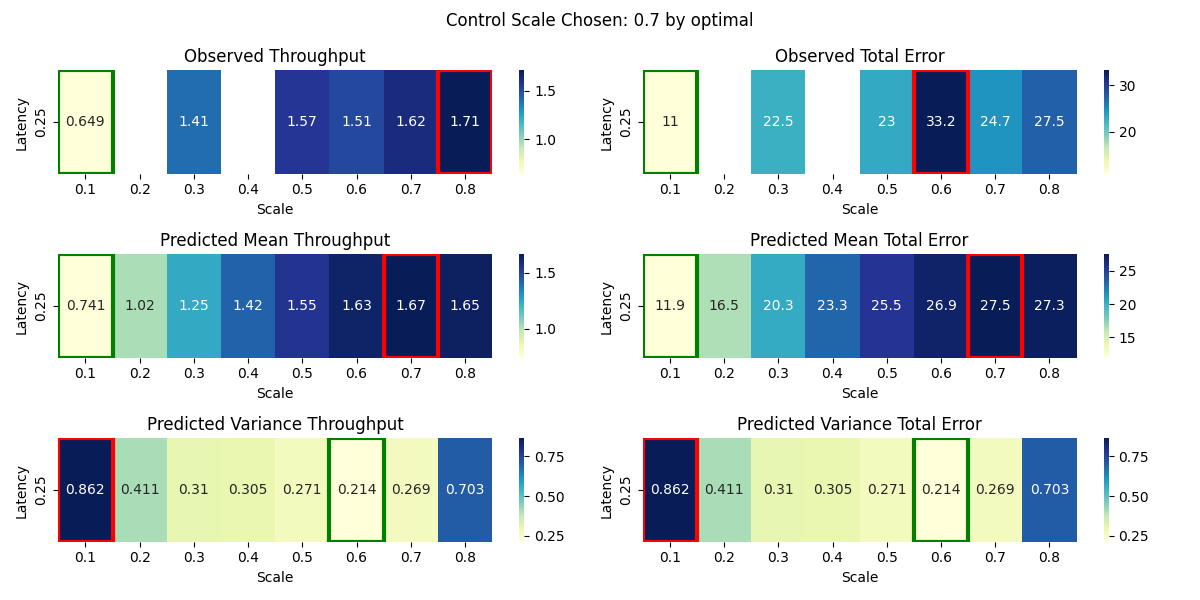 Control Scale Chosen: 0.7 by optimal
Observed Throughput
Latency
0.25
0.649 1.41 1.57 1.51 1.62 1.71
0.1 0.2 0.3 0.4 0.5 0.6 0.7 0.8
Scale
1.5
1.0
Observed Total Error
Latency
0.25
11 22.5 23 33.2 24.7 27.5
0.1 0.2 0.3 0.4 0.5 0.6 0.7 0.8
Scale
30
20
Predicted Mean Throughput
Latency
0.25
0.741 1.02 1.25 1.42 1.55 1.63 1.67 1.65
0.1 0.2 0.3 0.4 0.5 0.6 0.7 0.8
Scale
1.5
1.0
Predicted Mean Total Error
Latency
0.25
11.9 16.5 20.3 23.3 25.5 26.9 27.5 27.3
0.1 0.2 0.3 0.4 0.5 0.6 0.7 0.8
Scale
25
20
15
Predicted Variance Throughput
Latency
0.25
0.862 0.411 0.31 0.305 0.271 0.214 0.269 0.703
0.1 0.2 0.3 0.4 0.5 0.6 0.7 0.8
Scale
0.75
0.50
0.25
Predicted Variance Total Error
Latency
0.25
0.862 0.411 0.31 0.305 0.271 0.214 0.269 0.703
0.1 0.2 0.3 0.4 0.5 0.6 0.7 0.8
Scale
0.75
0.50
0.25